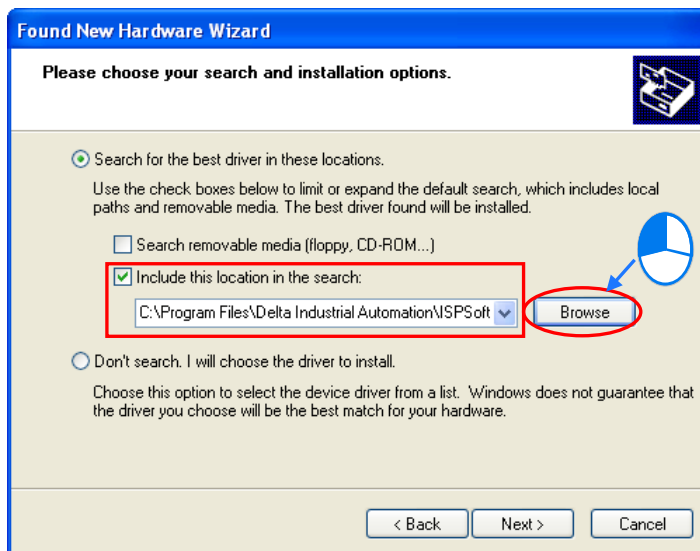 Found New Hardware Wizard
Please choose your search and installation options.
Search for the best driver in these locations.
Use the check boxes below to limit or expand the default search, which includes local
paths and removable media. The best driver found will be installed.
Search removable media (floppy, CD-ROM...)
Include this location in the search:
C:\Program Files\Delta Industrial Automation\ISPSoft
Browse
Don't search. I will choose the driver to install.
Choose this option to select the device driver from a list. Windows does not guarantee that
the driver you choose will be the best match for your hardware.
< Back Next > Cancel